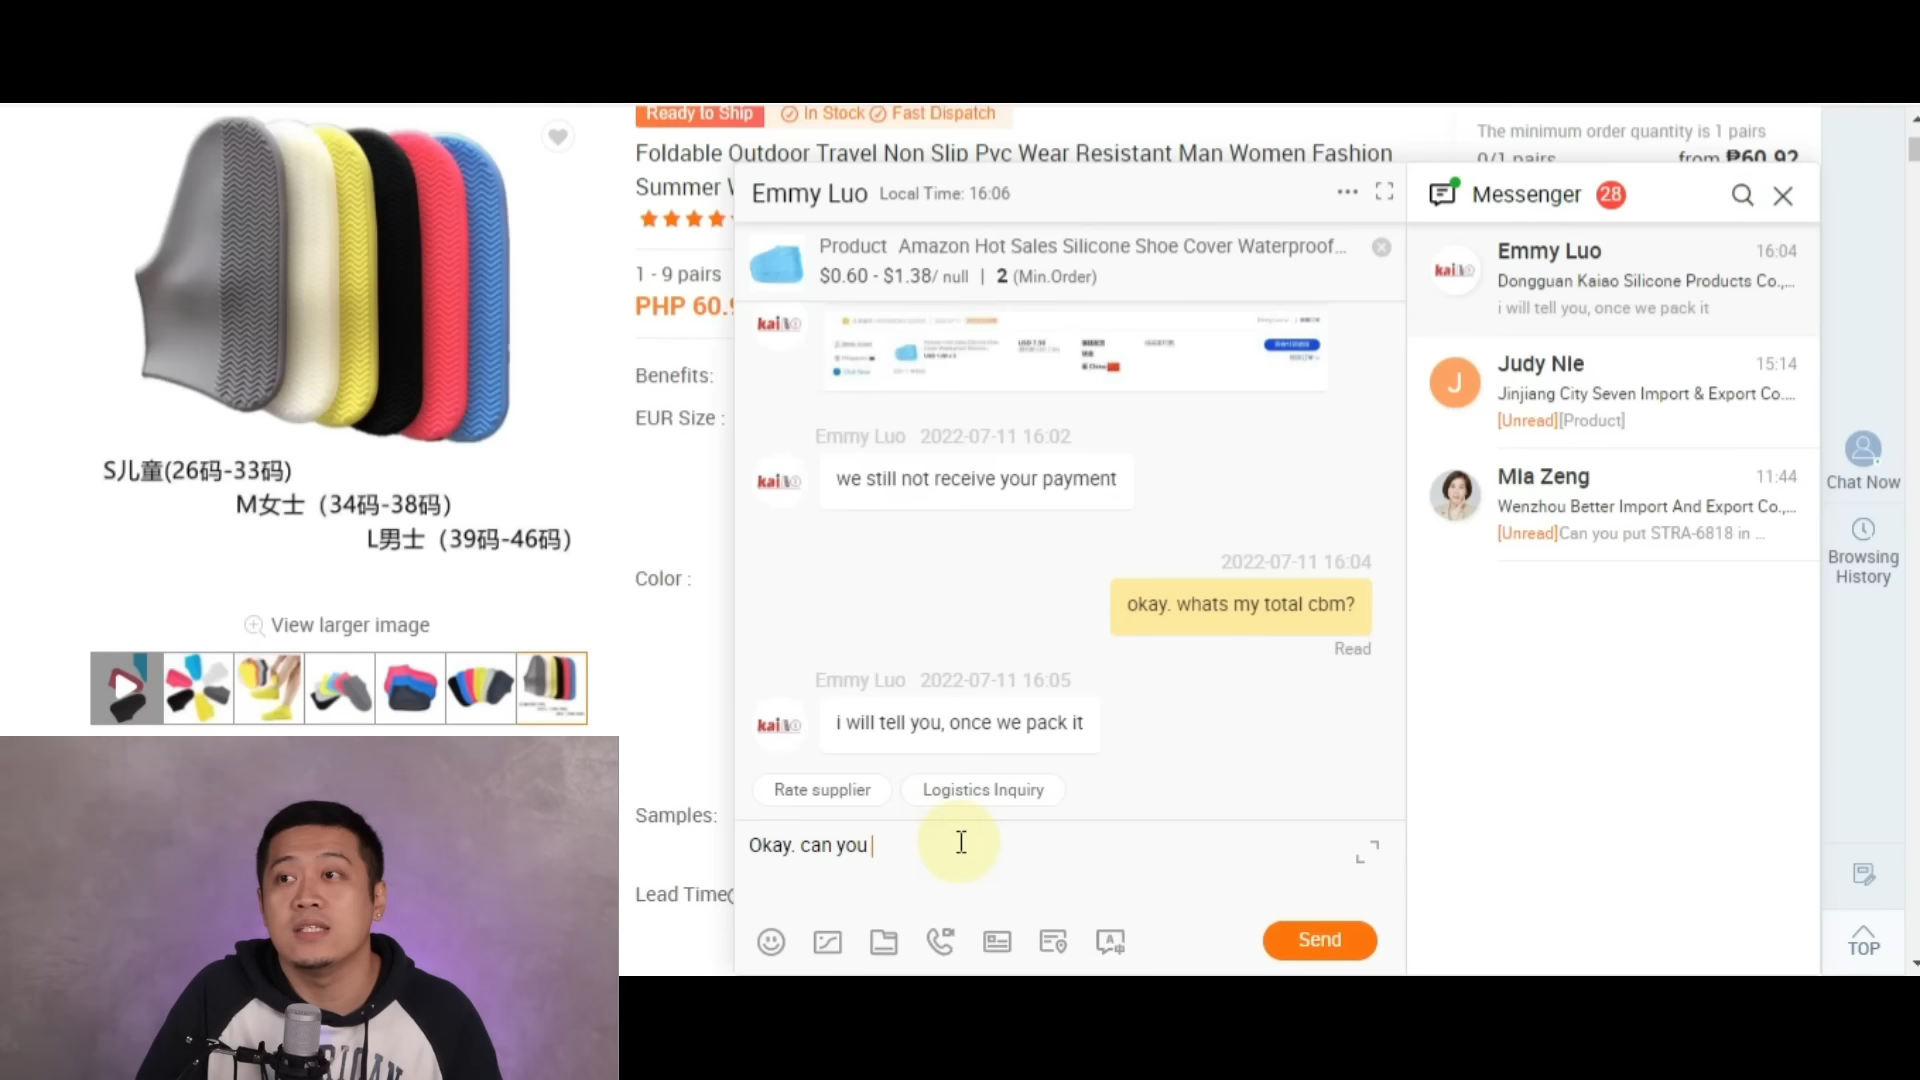 Ready to Ship
In Stock
Fast Dispatch
Foldable Outdoor Travel Non Slip Pvc Wear Resistant Man Women Fashion
Summer
1 - 9 pairs
PHP 60.9
Benefits:
EUR Size :
Color :
Samples:
Lead Time(
S儿童(26码-33码)
M女士（34码-38码）
L男士（39码-46码）
View larger image
The minimum order quantity is 1 pairs
0/1 pairs
from ₱60.92
Emmy Luo Local Time: 16:06
Product Amazon Hot Sales Silicone Shoe Cover Waterproof...
$0.60 - $1.38/ null | 2 (Min.Order)
Emmy Luo 2022-07-11 16:02
we still not receive your payment
2022-07-11 16:04
okay. whats my total cbm?
Read
Emmy Luo 2022-07-11 16:05
i will tell you, once we pack it
Rate supplier
Logistics Inquiry
Okay. can you
Send
Messenger 28
Emmy Luo 16:04
Dongguan Kaiao Silicone Products Co.,...
i will tell you, once we pack it
Judy NIe 15:14
Jinjiang City Seven Import & Export Co....
[Unread][Product]
MIa Zeng 11:44
Wenzhou Better Import And Export Co.,...
[Unread]Can you put STRA-6818 in ...
Chat Now
Browsing
History
TOP